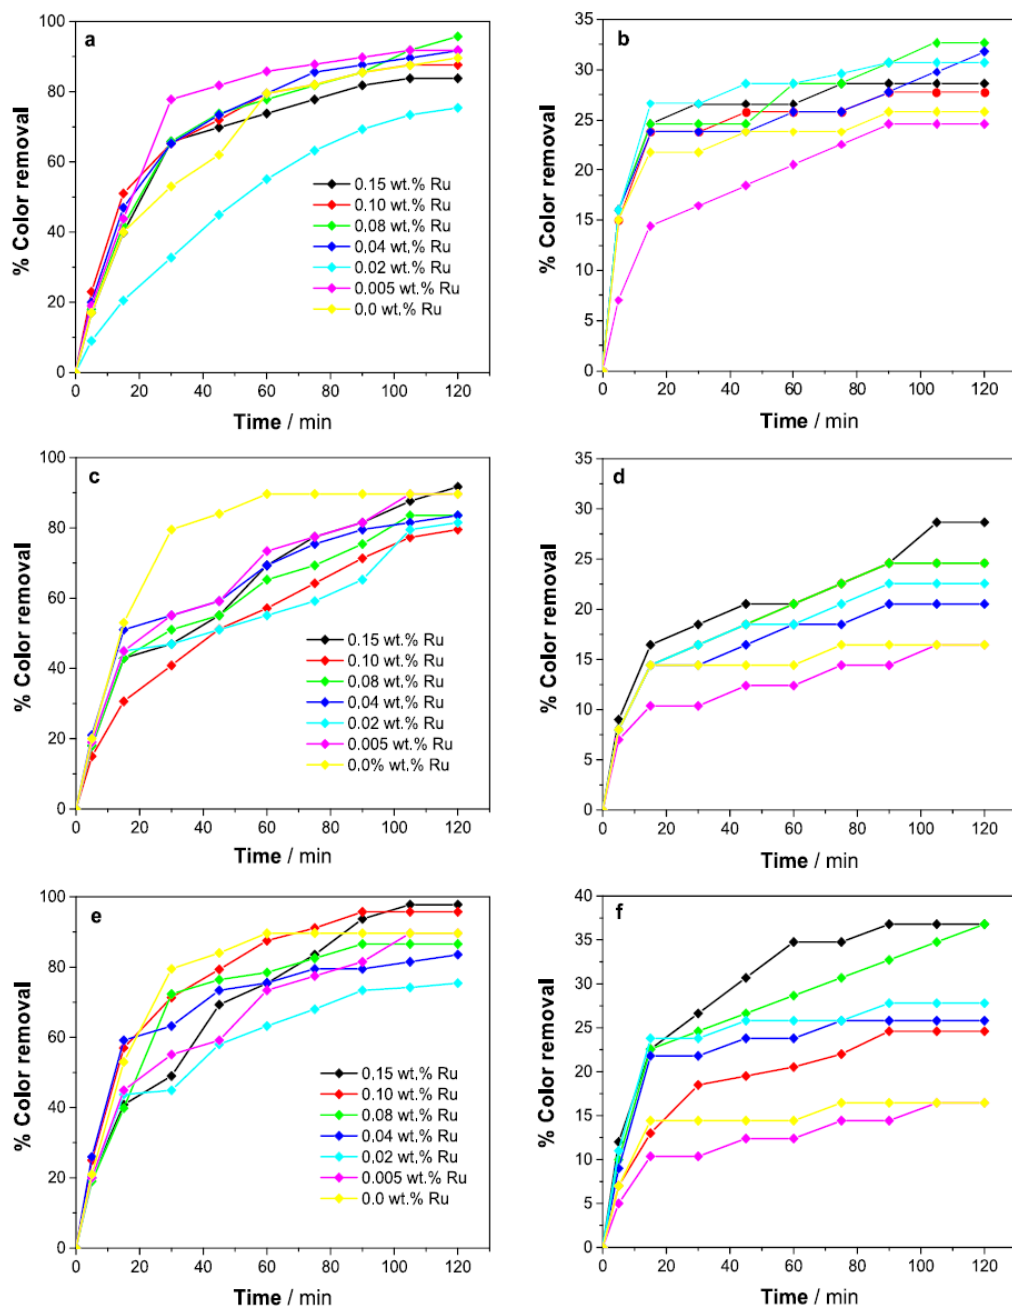 a
100
80
60
40
20
0
% Color removal
0.15 wt.% Ru
0.10 wt.% Ru
0.08 wt.% Ru
0.04 wt.% Ru
0.02 wt.% Ru
0.005 wt.% Ru
0.0 wt.% Ru
0 20 40 60 80 100 120
Time / min
b
35
30
25
20
15
10
5
0
% Color removal
0 20 40 60 80 100 120
Time / min
c
100
80
60
40
20
0
% Color removal
0.15 wt.% Ru
0.10 wt.% Ru
0.08 wt.% Ru
0.04 wt.% Ru
0.02 wt.% Ru
0.005 wt.% Ru
0.0% wt.% Ru
0 20 40 60 80 100 120
Time / min
d
35
30
25
20
15
10
5
0
% Color removal
0 20 40 60 80 100 120
Time / min
e
100
80
60
40
20
0
% Color removal
0.15 wt.% Ru
0.10 wt.% Ru
0.08 wt.% Ru
0.04 wt.% Ru
0.02 wt.% Ru
0.005 wt.% Ru
0.0 wt.% Ru
0 20 40 60 80 100 120
Time / min
f
40
35
30
25
20
15
10
5
0
% Color removal
0 20 40 60 80 100 120
Time / min